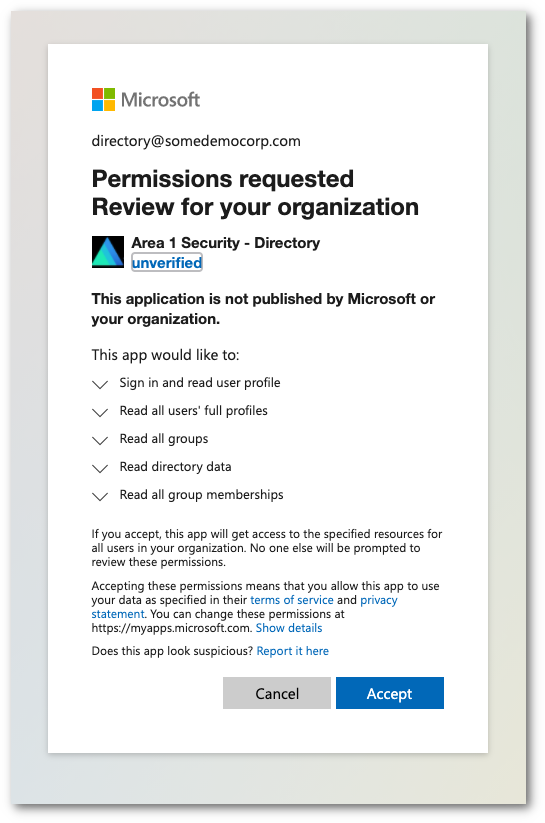 Microsoft
directory@somedemocorp.com
Permissions requested
Review for your organization
Area 1 Security - Directory
unverified
This application is not published by Microsoft or
your organization.
This app would like to:
Sign in and read user profile
Read all users' full profiles
Read all groups
Read directory data
Read all group memberships
If you accept, this app will get access to the specified resources for
all users in your organization. No one else will be prompted to
review these permissions.
Accepting these permissions means that you allow this app to use
your data as specified in their terms of service and privacy
statement. You can change these permissions at
https://myapps.microsoft.com. Show details
Does this app look suspicious? Report it here
Cancel Accept